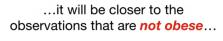 …it will be closer to the
observations that are not obese…